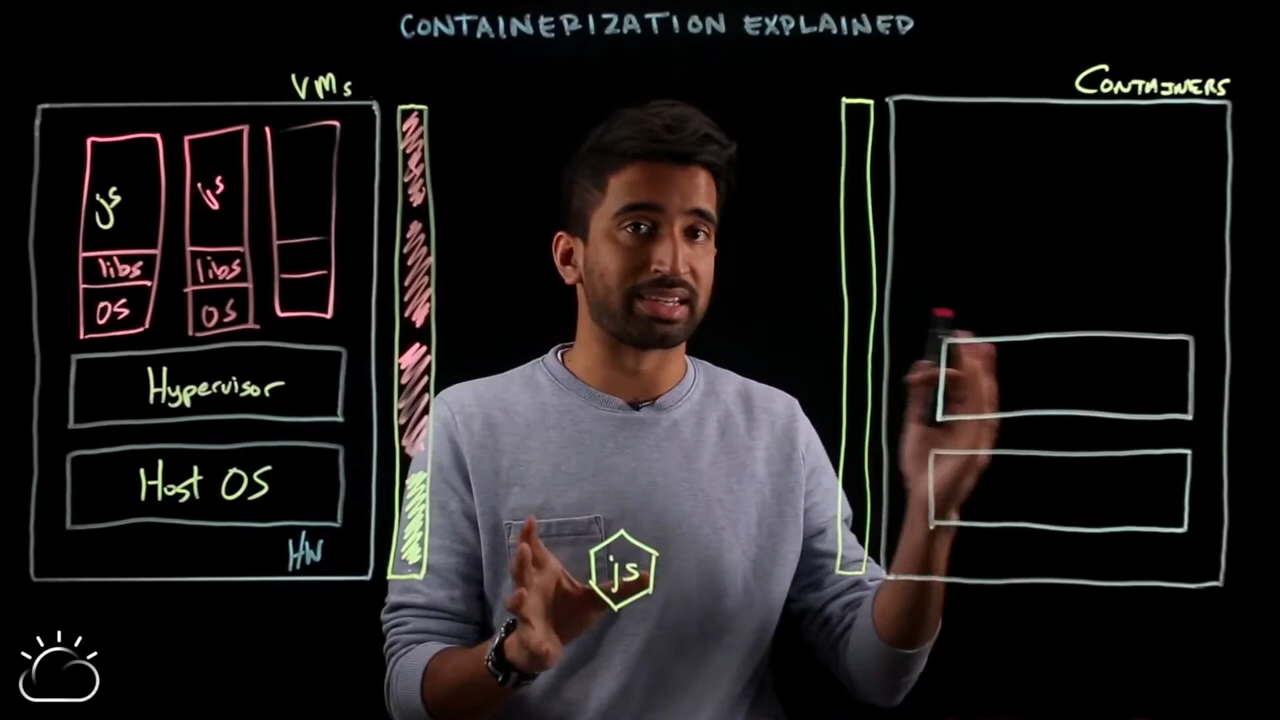 CONTAINERIZATION EXPLAINED
VMs
js
libs
OS
js
libs
OS
Hypervisor
Host OS
HW
js
CONTAINERS